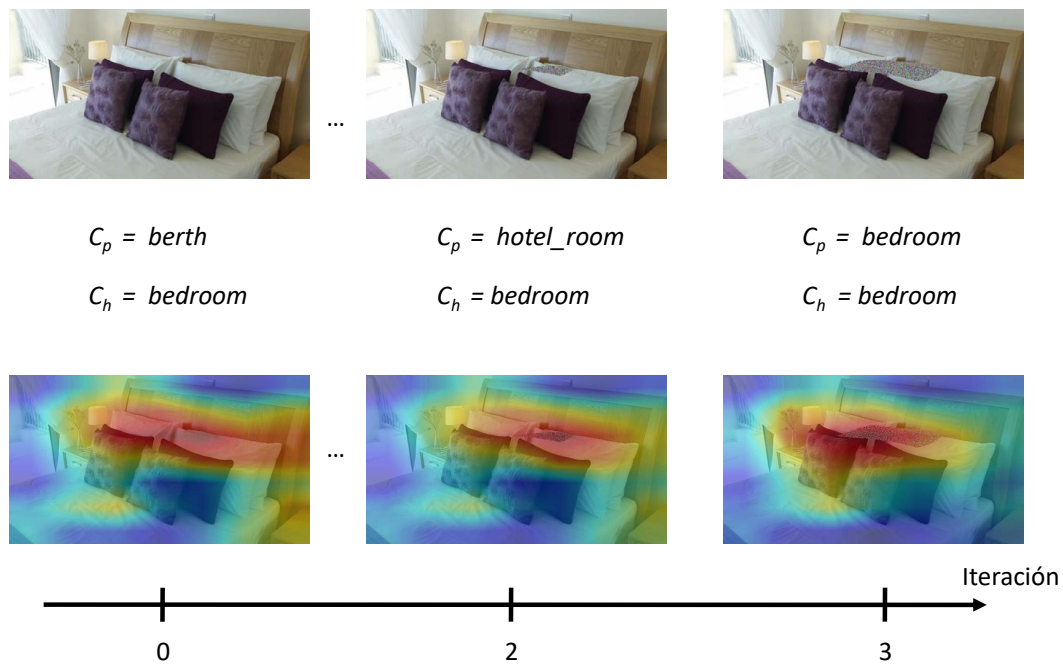 ...
C_p = berth C_p = hotel_room C_p = bedroom
C_h = bedroom C_h = bedroom C_h = bedroom
...
Iteración
0 2 3